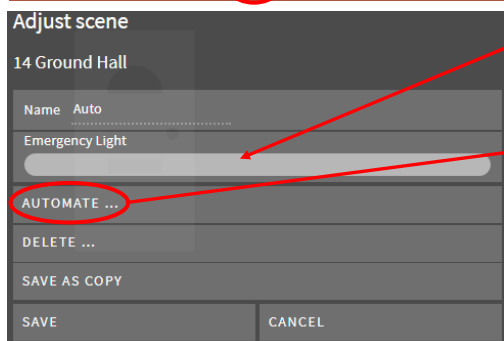 Adjust scene
14 Ground Hall
Name Auto
Emergency Light
AUTOMATE ...
DELETE ...
SAVE AS COPY
SAVE CANCEL